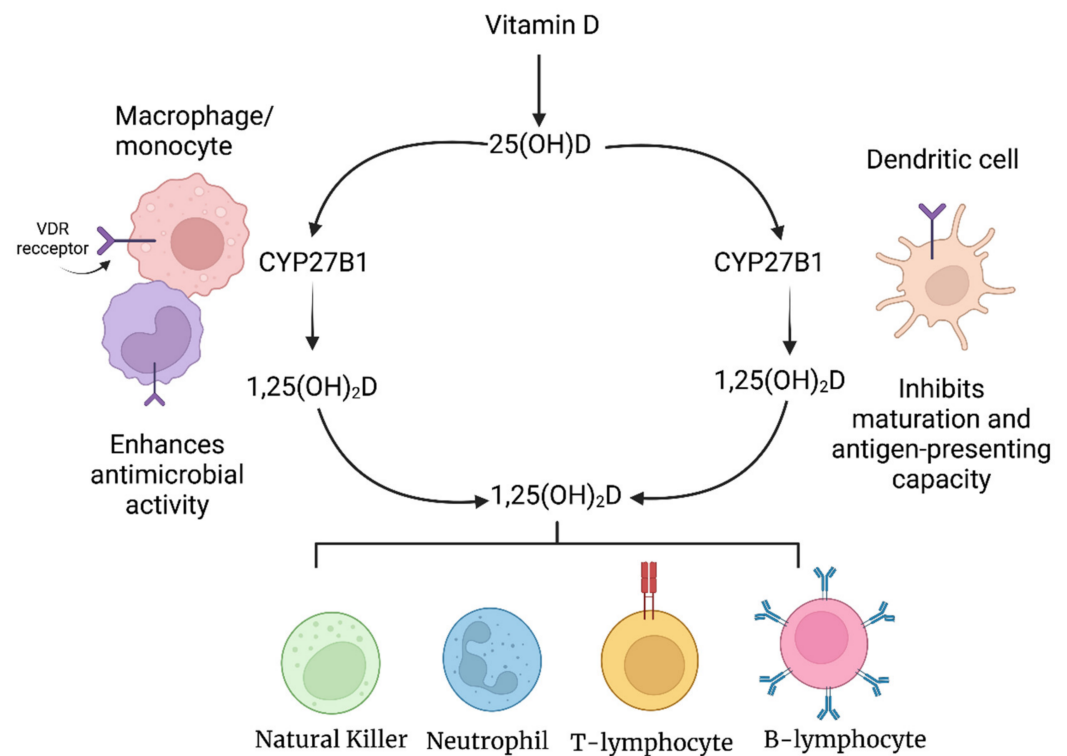 Vitamin D
25(OH)D
Macrophage/
monocyte
VDR
recceptor
CYP27B1
1,25(OH)₂D
Enhances
antimicrobial
activity
Dendritic cell
CYP27B1
1,25(OH)₂D
Inhibits
maturation and
antigen-presenting
capacity
1,25(OH)₂D
Natural Killer
Neutrophil
T-lymphocyte
B-lymphocyte